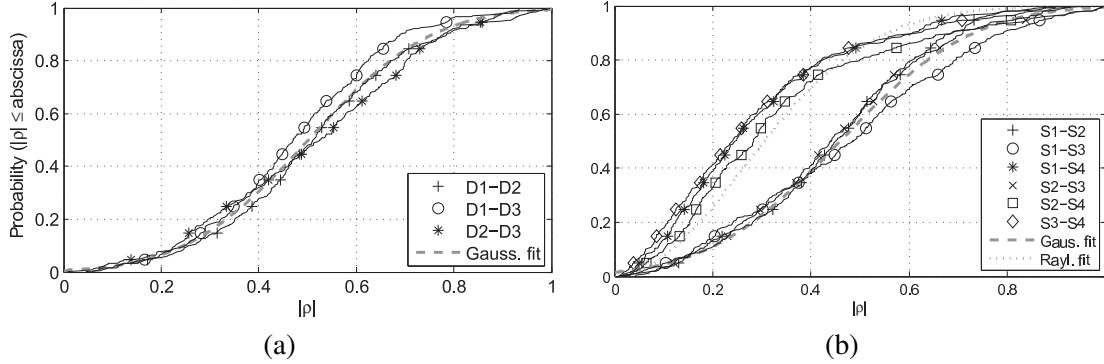 1
0.8
0.6
0.4
0.2
0
0 0.2 0.4 0.6 0.8 1
Probability (|ρ| ≤ abscissa)
|ρ|
D1−D2
D1−D3
D2−D3
Gauss. fit
(a)
1
0.8
0.6
0.4
0.2
0
0 0.2 0.4 0.6 0.8
|ρ|
S1−S2
S1−S3
S1−S4
S2−S3
S2−S4
S3−S4
Gaus. fit
Rayl. fit
(b)